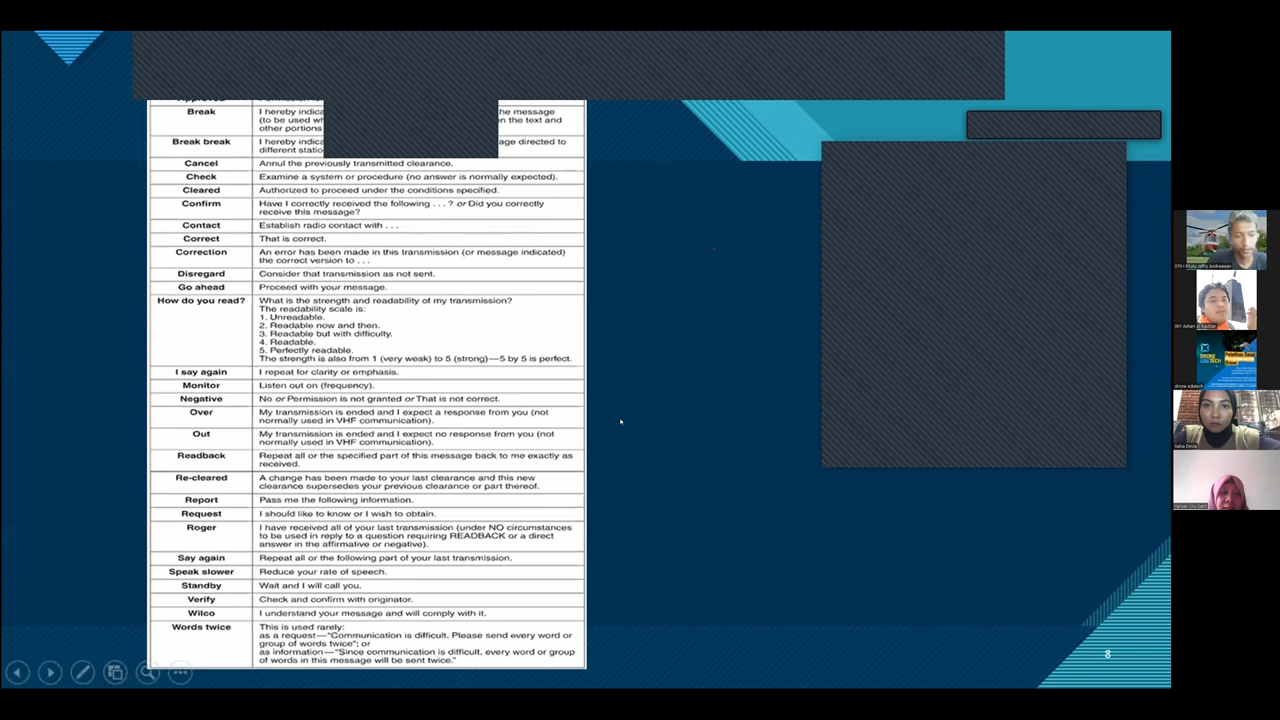 Break
I hereby indica he message
(to be used wh n the text and
other portions
Break break
I hereby indica age directed to
different statio
Cancel
Annul the previously transmitted clearance.
Check
Examine a system or procedure (no answer is normally expected).
Cleared
Authorized to proceed under the conditions specified.
Confirm
Have I correctly received the following . . . ? or Did you correctly
receive this message?
Contact
Establish radio contact with . . .
Correct
That is correct.
Correction
An error has been made in this transmission (or message indicated)
the correct version to . . .
Disregard
Consider that transmission as not sent.
Go ahead
Proceed with your message.
How do you read?
What is the strength and readability of my transmission?
The readability scale is:
1. Unreadable.
2. Readable now and then.
3. Readable but with difficulty.
4. Readable.
5. Perfectly readable.
The strength is also from 1 (very weak) to 5 (strong)—5 by 5 is perfect.
I say again
I repeat for clarity or emphasis.
Monitor
Listen out on (frequency).
Negative
No or Permission is not granted or That is not correct.
Over
My transmission is ended and I expect a response from you (not
normally used in VHF communication).
Out
My transmission is ended and I expect no response from you (not
normally used in VHF communication).
Readback
Repeat all or the specified part of this message back to me exactly as
received.
Re-cleared
A change has been made to your last clearance and this new
clearance supersedes your previous clearance or part thereof.
Report
Pass me the following information.
Request
I should like to know or I wish to obtain.
Roger
I have received all of your last transmission (under NO circumstances
to be used in reply to a question requiring READBACK or a direct
answer in the affirmative or negative).
Say again
Repeat all or the following part of your last transmission.
Speak slower
Reduce your rate of speech.
Standby
Wait and I will call you.
Verify
Check and confirm with originator.
Wilco
I understand your message and will comply with it.
Words twice
This is used rarely:
as a request—"Communication is difficult. Please send every word or
group of words twice"; or
as information—"Since communication is difficult, every word or group
of words in this message will be sent twice."
8
DRONE
EDUTECH
drone edutech
Salsa Devia